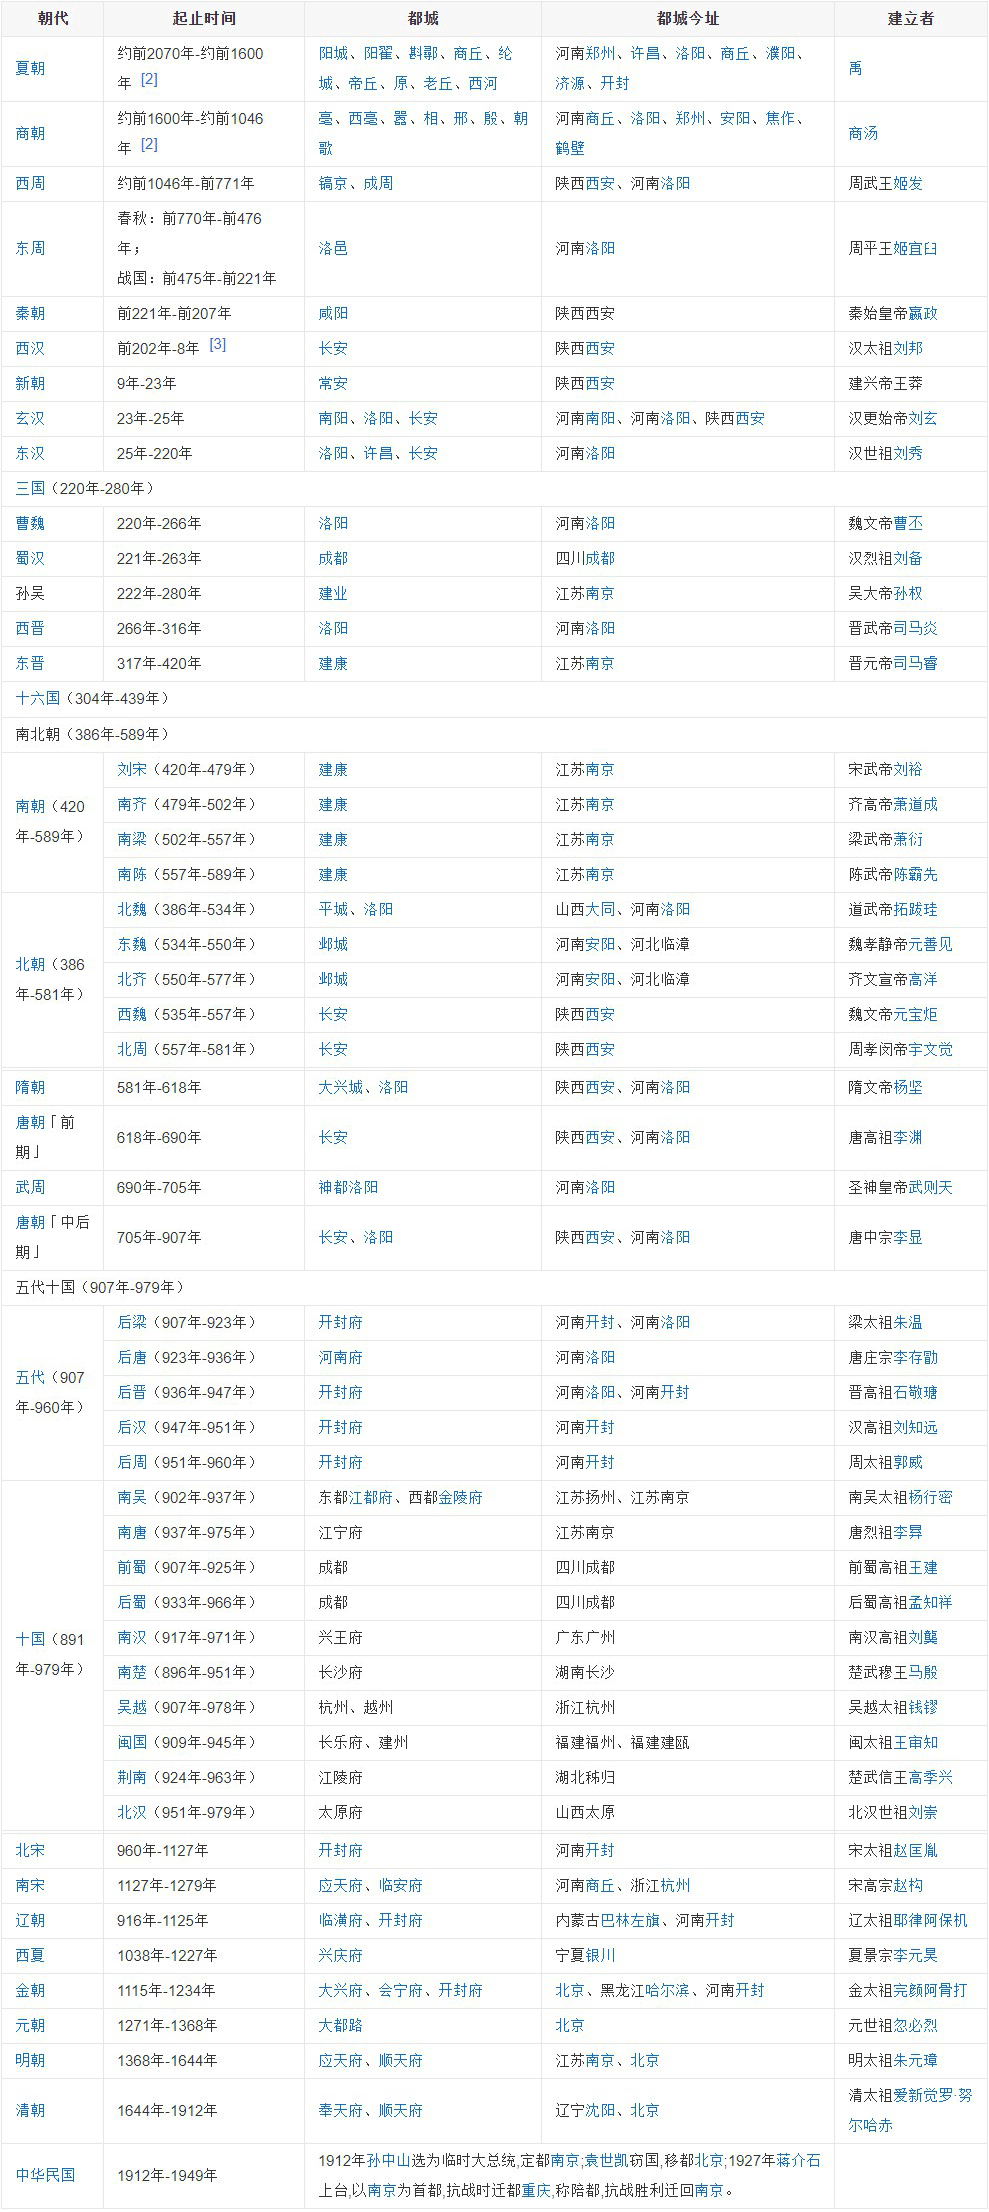 朝代 起止时间 都城 都城今址 建立者
夏朝 约前2070年-约前1600年 [2] 阳城、阳翟、斟鄩、商丘、纶城、帝丘、原、老丘、西河 河南郑州、许昌、洛阳、商丘、濮阳、济源、开封 禹
商朝 约前1600年-约前1046年 [2] 亳、西亳、嚣、相、邢、殷、朝歌 河南商丘、洛阳、郑州、安阳、焦作、鹤壁 商汤
西周 约前1046年-前771年 镐京、成周 陕西西安、河南洛阳 周武王姬发
东周 春秋：前770年-前476年； 战国：前475年-前221年 洛邑 河南洛阳 周平王姬宜臼
秦朝 前221年-前207年 咸阳 陕西西安 秦始皇帝嬴政
西汉 前202年-8年 [3] 长安 陕西西安 汉太祖刘邦
新朝 9年-23年 常安 陕西西安 建兴帝王莽
玄汉 23年-25年 南阳、洛阳、长安 河南南阳、河南洛阳、陕西西安 汉更始帝刘玄
东汉 25年-220年 洛阳、许昌、长安 河南洛阳 汉世祖刘秀
三国（220年-280年）
曹魏 220年-266年 洛阳 河南洛阳 魏文帝曹丕
蜀汉 221年-263年 成都 四川成都 汉烈祖刘备
孙吴 222年-280年 建业 江苏南京 吴大帝孙权
西晋 266年-316年 洛阳 河南洛阳 晋武帝司马炎
东晋 317年-420年 建康 江苏南京 晋元帝司马睿
十六国（304年-439年）
南北朝（386年-589年）
南朝（420年-589年） 刘宋（420年-479年） 建康 江苏南京 宋武帝刘裕
南齐（479年-502年） 建康 江苏南京 齐高帝萧道成
南梁（502年-557年） 建康 江苏南京 梁武帝萧衍
南陈（557年-589年） 建康 江苏南京 陈武帝陈霸先
北朝（386年-581年） 北魏（386年-534年） 平城、洛阳 山西大同、河南洛阳 道武帝拓跋珪
东魏（534年-550年） 邺城 河南安阳、河北临漳 魏孝静帝元善见
北齐（550年-577年） 邺城 河南安阳、河北临漳 齐文宣帝高洋
西魏（535年-557年） 长安 陕西西安 魏文帝元宝炬
北周（557年-581年） 长安 陕西西安 周孝闵帝宇文觉
隋朝 581年-618年 大兴城、洛阳 陕西西安、河南洛阳 隋文帝杨坚
唐朝「前期」 618年-690年 长安 陕西西安、河南洛阳 唐高祖李渊
武周 690年-705年 神都洛阳 河南洛阳 圣神皇帝武则天
唐朝「中后期」 705年-907年 长安、洛阳 陕西西安、河南洛阳 唐中宗李显
五代十国（907年-979年）
五代（907年-960年） 后梁（907年-923年） 开封府 河南开封、河南洛阳 梁太祖朱温
后唐（923年-936年） 河南府 河南洛阳 唐庄宗李存勖
后晋（936年-947年） 开封府 河南洛阳、河南开封 晋高祖石敬瑭
后汉（947年-951年） 开封府 河南开封 汉高祖刘知远
后周（951年-960年） 开封府 河南开封 周太祖郭威
十国（891年-979年） 南吴（902年-937年） 东都江都府、西都金陵府 江苏扬州、江苏南京 南吴太祖杨行密
南唐（937年-975年） 江宁府 江苏南京 唐烈祖李昪
前蜀（907年-925年） 成都 四川成都 前蜀高祖王建
后蜀（933年-966年） 成都 四川成都 后蜀高祖孟知祥
南汉（917年-971年） 兴王府 广东广州 南汉高祖刘龑
南楚（896年-951年） 长沙府 湖南长沙 楚武穆王马殷
吴越（907年-978年） 杭州、越州 浙江杭州 吴越太祖钱镠
闽国（909年-945年） 长乐府、建州 福建福州、福建建瓯 闽太祖王审知
荆南（924年-963年） 江陵府 湖北秭归 楚武信王高季兴
北汉（951年-979年） 太原府 山西太原 北汉世祖刘崇
北宋 960年-1127年 开封府 河南开封 宋太祖赵匡胤
南宋 1127年-1279年 应天府、临安府 河南商丘、浙江杭州 宋高宗赵构
辽朝 916年-1125年 临潢府、开封府 内蒙古巴林左旗、河南开封 辽太祖耶律阿保机
西夏 1038年-1227年 兴庆府 宁夏银川 夏景宗李元昊
金朝 1115年-1234年 大兴府、会宁府、开封府 北京、黑龙江哈尔滨、河南开封 金太祖完颜阿骨打
元朝 1271年-1368年 大都路 北京 元世祖忽必烈
明朝 1368年-1644年 应天府、顺天府 江苏南京、北京 明太祖朱元璋
清朝 1644年-1912年 奉天府、顺天府 辽宁沈阳、北京 清太祖爱新觉罗·努尔哈赤
中华民国 1912年-1949年 1912年孙中山选为临时大总统,定都南京;袁世凯窃国,移都北京;1927年蒋介石上台,以南京为首都,抗战时迁都重庆,称陪都,抗战胜利迁回南京。